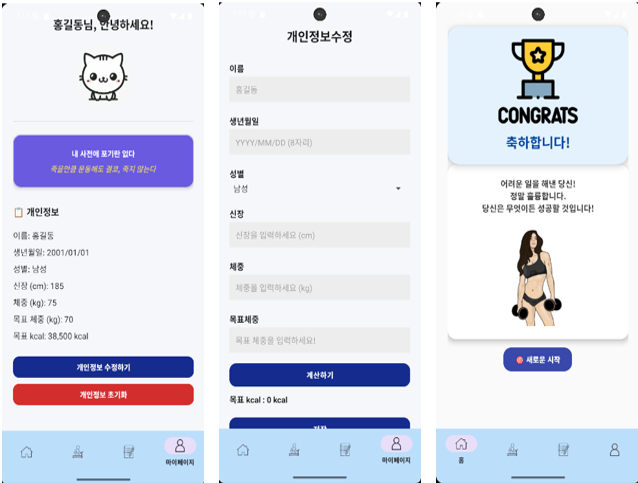 홍길동님, 안녕하세요!
내 사전에 포기란 없다
죽을만큼 운동해도 결코, 죽지 않는다
📋 개인정보
이름: 홍길동
생년월일: 2001/01/01
성별: 남성
신장 (cm): 185
체중 (kg): 75
목표 체중 (kg): 70
목표 kcal: 38,500 kcal
개인정보 수정하기
개인정보 초기화
마이페이지
개인정보수정
이름
홍길동
생년월일
YYYY/MM/DD (8자리)
성별
남성
신장
신장을 입력하세요 (cm)
체중
체중을 입력하세요 (kg)
목표체중
목표 체중을 입력하세요!
계산하기
목표 kcal : 0 kcal
저장
마이페이지
CONGRATS
축하합니다!
어려운 일을 해낸 당신!
정말 훌륭합니다.
당신은 무엇이든 성공할 것입니다!
🎯 새로운 시작
홈